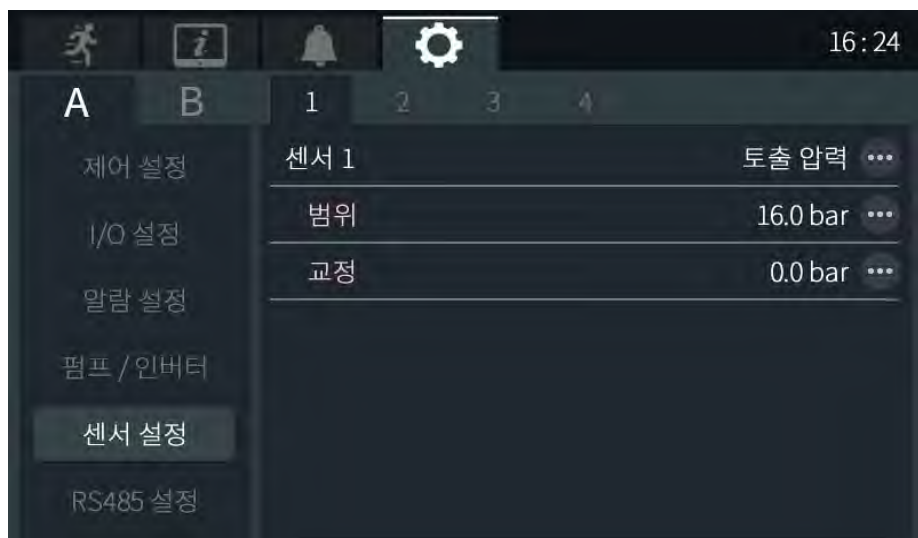 i
16:24
A B 1 2 3 4
제어 설정
I/O 설정
알람 설정
펌프 / 인버터
센서 설정
RS485 설정
센서 1 토출 압력
범위 16.0 bar
교정 0.0 bar